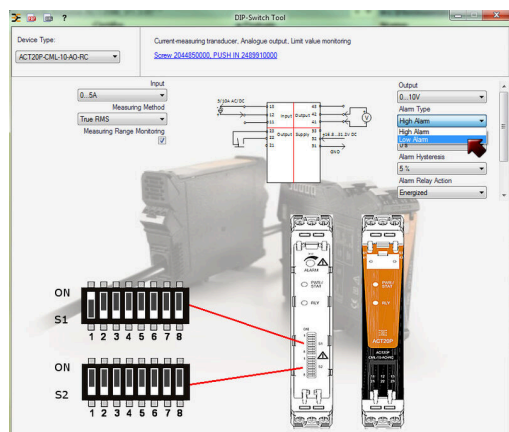 DIP-Switch Tool
Device Type:
ACT20P-CML-10-AO-RC
Current-measuring transducer, Analogue output, Limit value monitoring
Screw 2044850000, PUSH IN 2489910000
Input
0...5A
Measuring Method
True RMS
Measuring Range Monitoring
5/10A AC/DC
Input Output
Output Supply
GND
Output
0...10V
Alarm Type
High Alarm
High Alarm
Low Alarm
Alarm Hysteresis
5 %
Alarm Relay Action
Energized
ALARM
PWR/
STAT
RLY
ON
S1
S2
PWR/
STAT
RLY
ACT20P
ON
S1
1 2 3 4 5 6 7 8
ON
S2
1 2 3 4 5 6 7 8